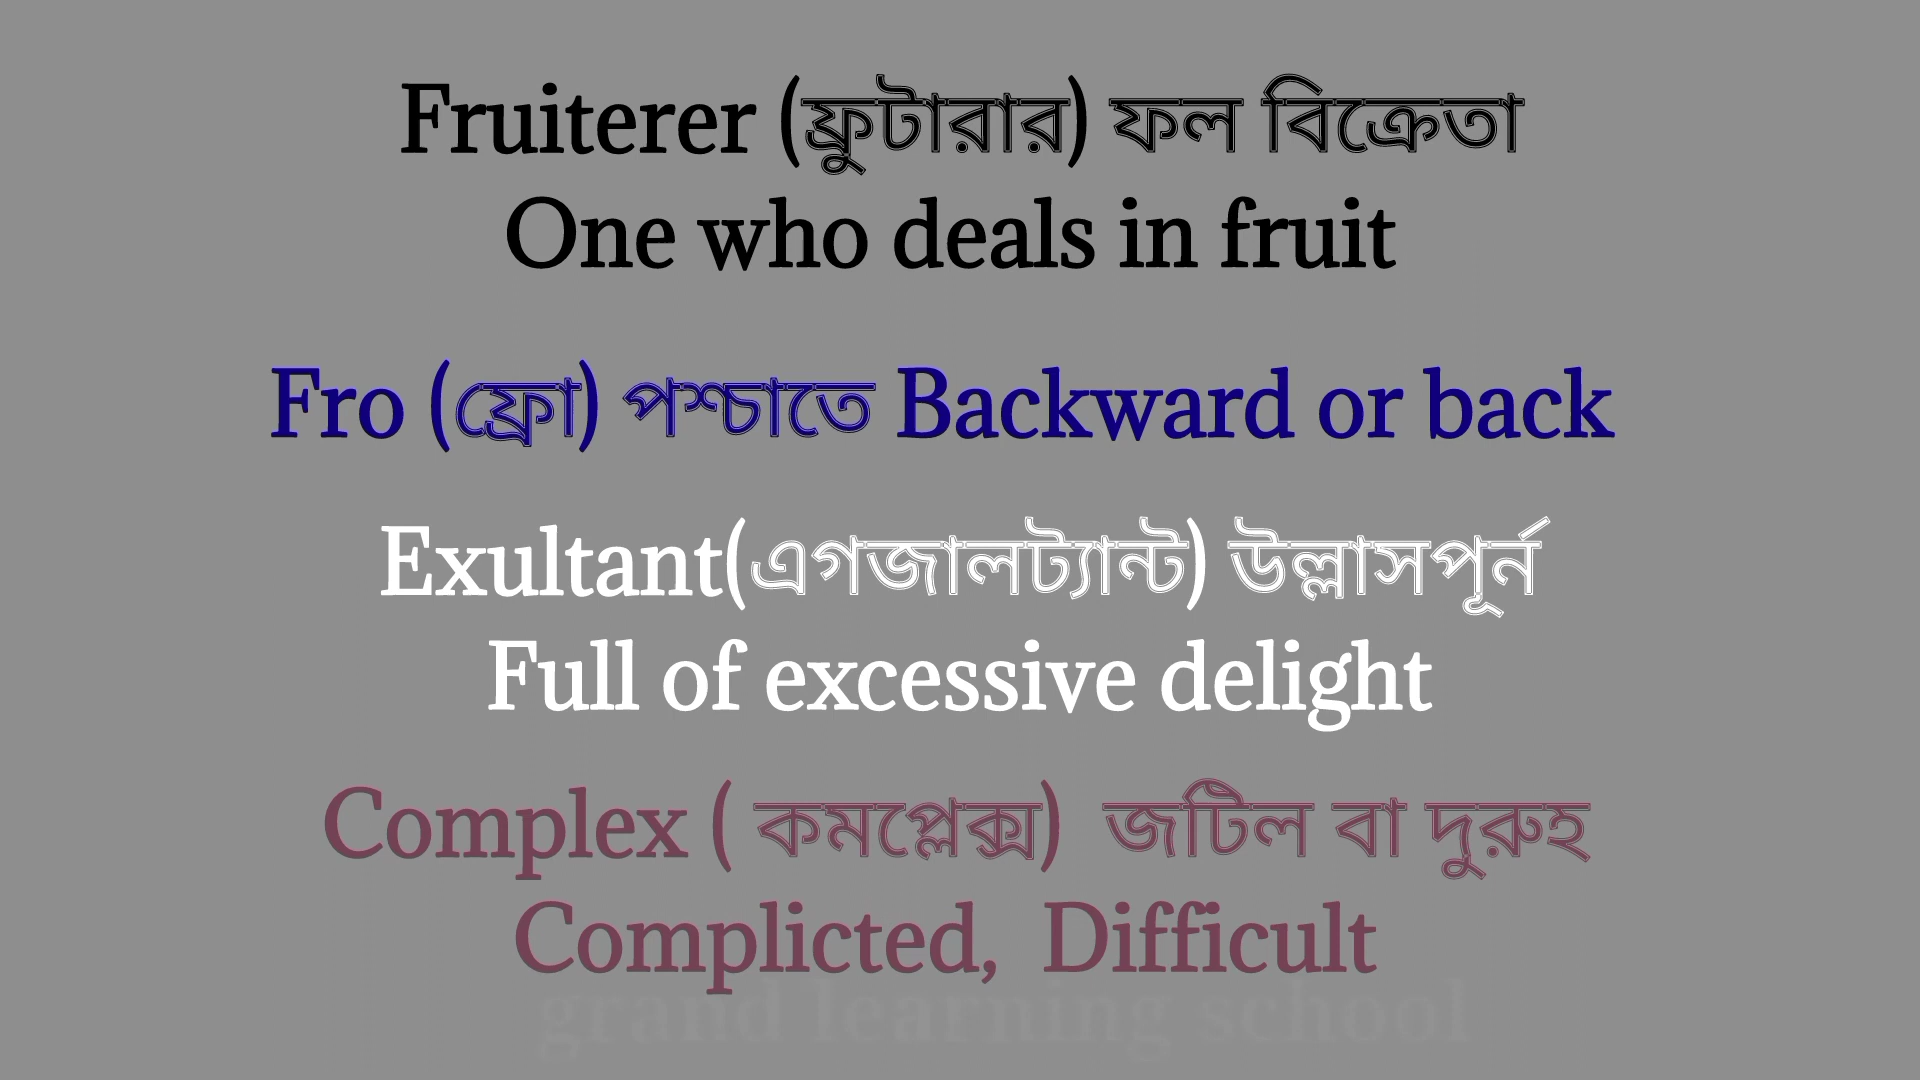 Fruiterer (ফ্রুটারার) ফল বিক্রেতা
One who deals in fruit
Fro (ফ্রো) পশ্চাতে Backward or back
Exultant(এগজালট্যান্ট) উল্লাসপূর্ন
Full of excessive delight
Complex ( কমপ্লেক্স) জটিল বা দুরুহ
Complicted, Difficult
grand learning school